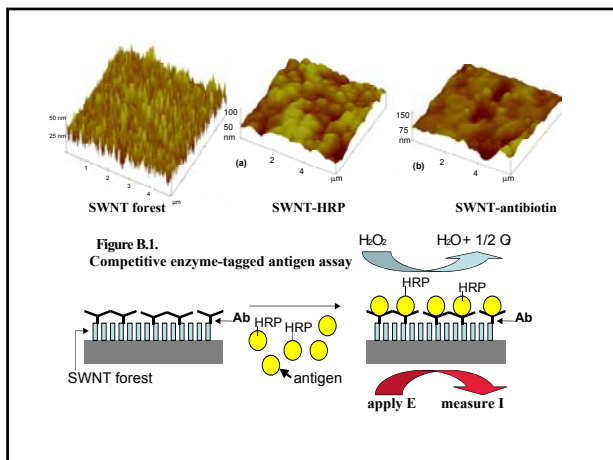 50 nm
25 nm
1
2
3
4
μm
SWNT forest
100
50
nm
(a)
2
4
μm
SWNT-HRP
150
75
nm
(b)
2
4
μm
SWNT-antibiotin
Figure B.1.
Competitive enzyme-tagged antigen assay
H2O2
H2O + 1/2 O2
HRP
HRP
Ab
HRP
HRP
Ab
SWNT forest
antigen
apply E
measure I